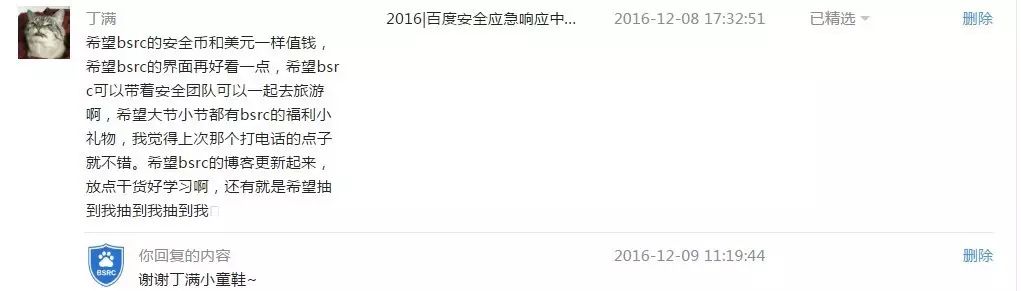 丁满 2016|百度安全应急响应中... 2016-12-08 17:32:51 已精选 删除
希望bsrc的安全币和美元一样值钱，
希望bsrc的界面再好看一点，希望bsr
c可以带着安全团队可以一起去旅游
啊，希望大节小节都有bsrc的福利小
礼物，我觉得上次那个打电话的点子
就不错。希望bsrc的博客更新起来，
放点干货好学习啊，还有就是希望抽
到我抽到我抽到我
你回复的内容 2016-12-09 11:19:44 删除
BSRC
谢谢丁满小童鞋~